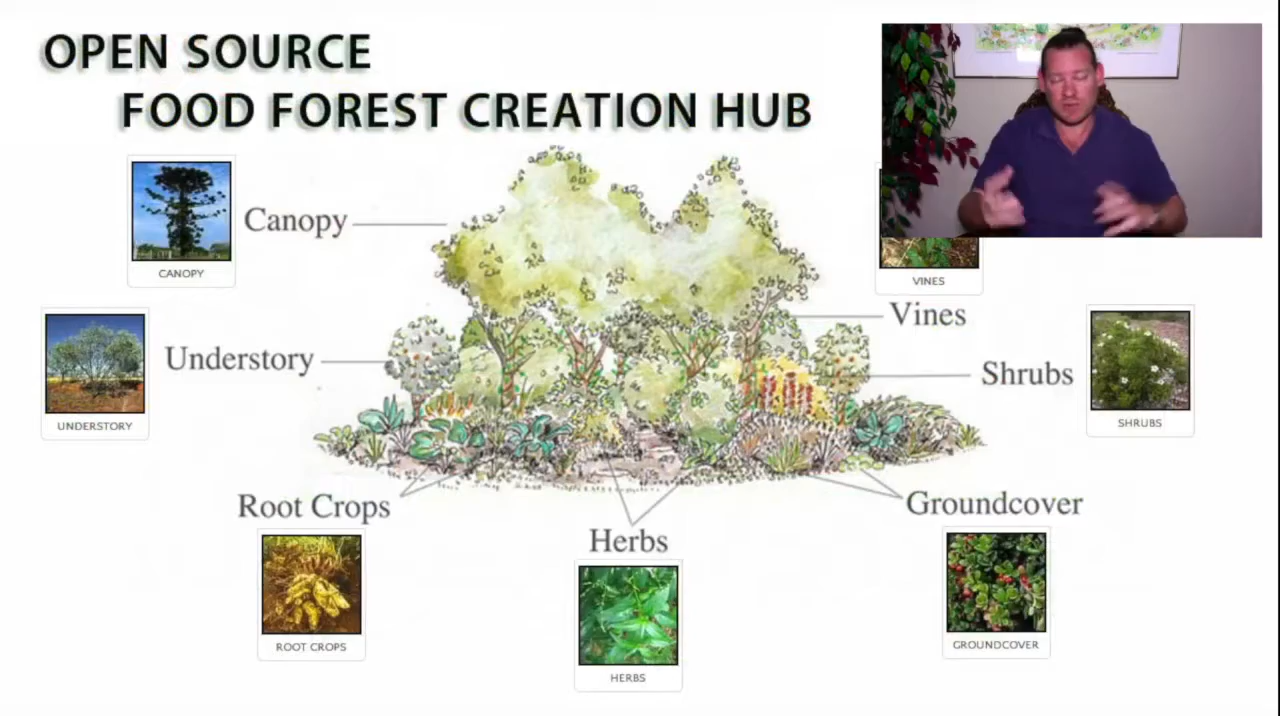 OPEN SOURCE
FOOD FOREST CREATION HUB
CANOPY
Canopy
VINES
Vines
UNDERSTORY
Understory
Shrubs
SHRUBS
Root Crops
ROOT CROPS
Herbs
HERBS
Groundcover
GROUNDCOVER